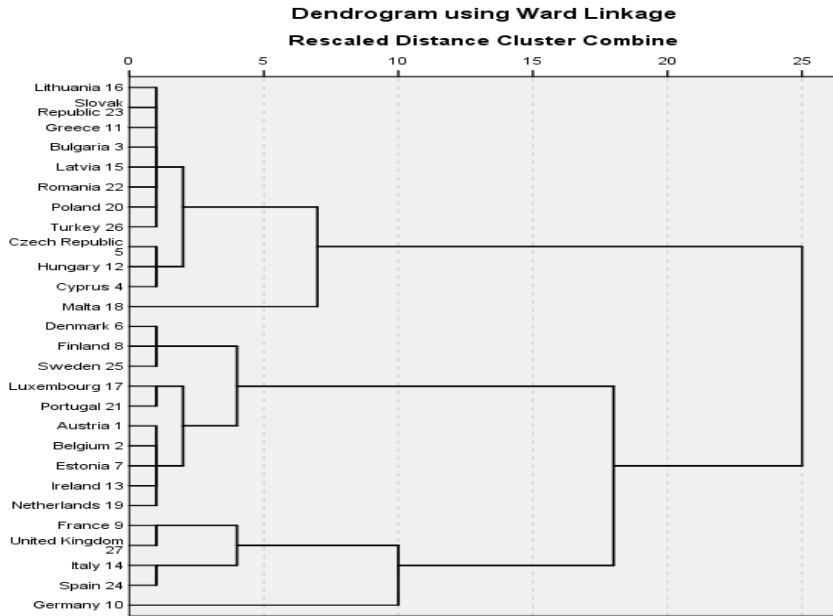 Dendrogram using Ward Linkage
Rescaled Distance Cluster Combine
0 5 10 15 20 25
Lithuania 16
Slovak
Republic 23
Greece 11
Bulgaria 3
Latvia 15
Romania 22
Poland 20
Turkey 26
Czech Republic
5
Hungary 12
Cyprus 4
Malta 18
Denmark 6
Finland 8
Sweden 25
Luxembourg 17
Portugal 21
Austria 1
Belgium 2
Estonia 7
Ireland 13
Netherlands 19
France 9
United Kingdom
27
Italy 14
Spain 24
Germany 10